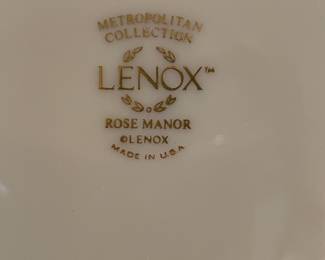 METROPOLITAN
COLLECTION
LENOX™
ROSE MANOR
©LENOX
MADE IN U.S.A